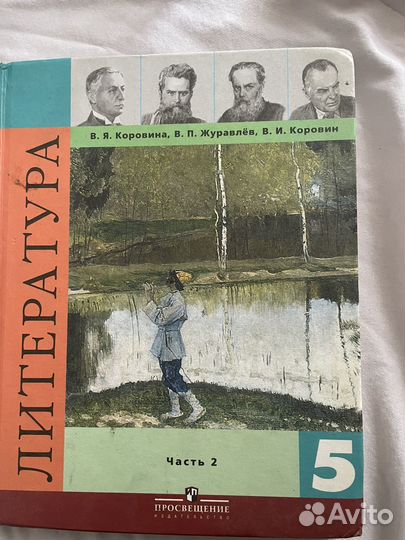 В. Я. Коровина, В. П. Журавлёв, В. И. Коровин
ЛИТЕРАТУРА
Часть 2
5
ПРОСВЕЩЕНИЕ
ИЗДАТЕЛЬСТВО
Avito